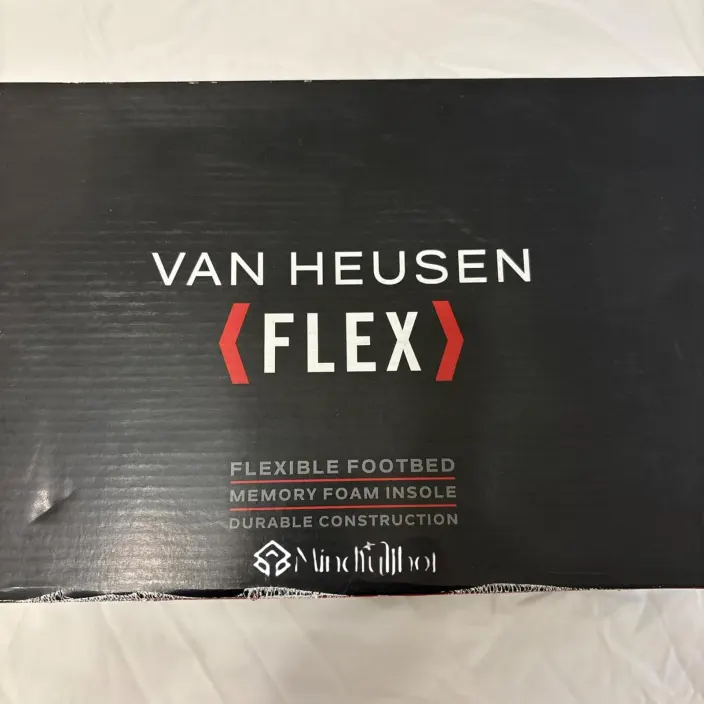 VAN HEUSEN
FLEX
FLEXIBLE FOOTBED
MEMORY FOAM INSOLE
DURABLE CONSTRUCTION